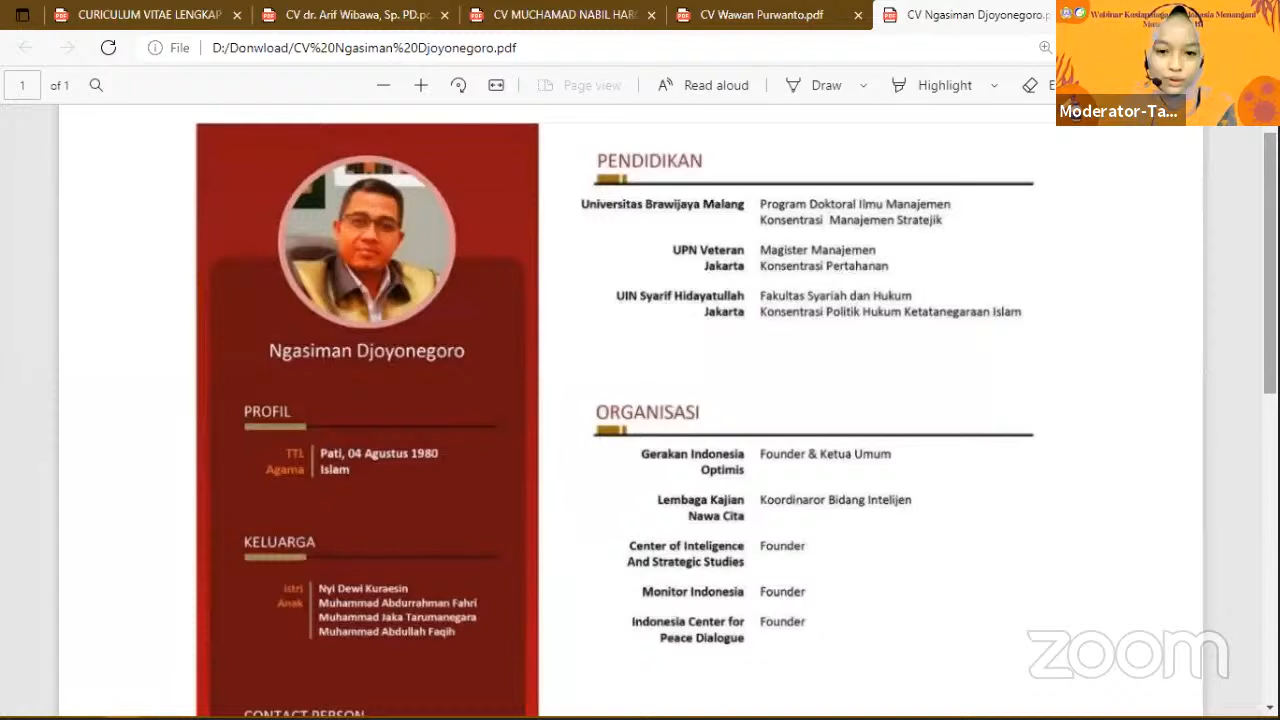 CURICULUM VITAE LENGKAP
CV dr. Arif Wibawa, Sp. PD.pc
CV MUCHAMAD NABIL HAR
CV Wawan Purwanto.pdf
CV Ngasiman Djoyonegoro.p
File
D:/Donwload/CV%20Ngasiman%20Djoyonegoro.pdf
1
of 1
Page view
Read aloud
Draw
Highlight
Moderator-Ta...
Ngasiman Djoyonegoro
PROFIL
TTL Pati, 04 Agustus 1980
Agama Islam
KELUARGA
Istri Nyi Dewi Kuraesin
Anak Muhammad Abdurrahman Fahri
Muhammad Jaka Tarumanegara
Muhammad Abdullah Faqih
CONTACT PERSON
PENDIDIKAN
Universitas Brawijaya Malang Program Doktoral Ilmu Manajemen
Konsentrasi Manajemen Stratejik
UPN Veteran Magister Manajemen
Jakarta Konsentrasi Pertahanan
UIN Syarif Hidayatullah Fakultas Syariah dan Hukum
Jakarta Konsentrasi Politik Hukum Ketatanegaraan Islam
ORGANISASI
Gerakan Indonesia Founder & Ketua Umum
Optimis
Lembaga Kajian Koordinaror Bidang Intelijen
Nawa Cita
Center of Inteligence Founder
And Strategic Studies
Monitor Indonesia Founder
Indonesia Center for Founder
Peace Dialogue
zoom